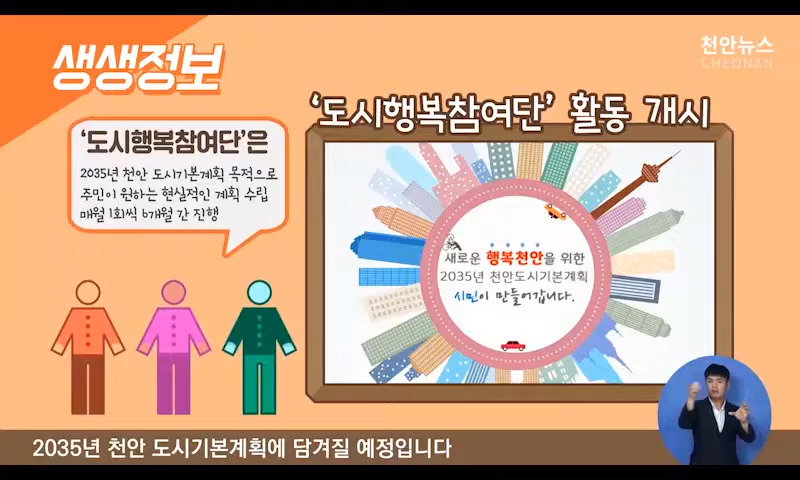 생생정보
천안뉴스
CHEONAN
'도시행복참여단' 활동 개시
'도시행복참여단'은
2035년 천안 도시기본계획 목적으로
주민이 원하는 현실적인 계획 수립
매월 1회씩 6개월 간 진행
새로운 행복천안을 위한
2035년 천안도시기본계획
시민이 만들어갑니다.
2035년 천안 도시기본계획에 담겨질 예정입니다